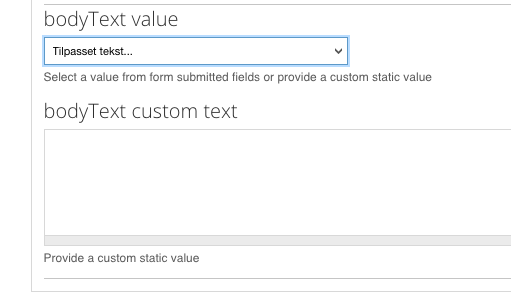 bodyText value
Tilpasset tekst...
Select a value from form submitted fields or provide a custom static value
bodyText custom text
Provide a custom static value